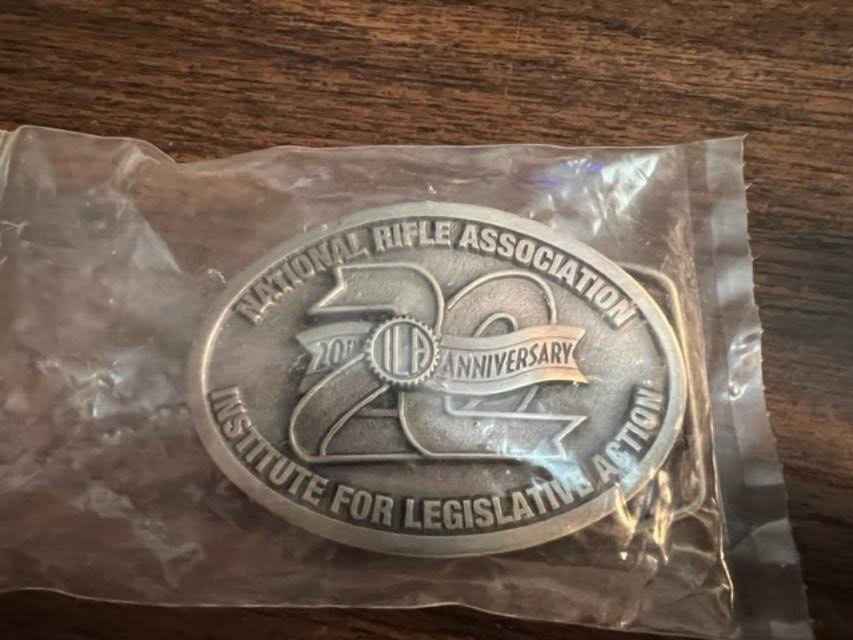 NATIONAL RIFLE ASSOCIATION
20TH ILA ANNIVERSARY
INSTITUTE FOR LEGISLATIVE ACTION